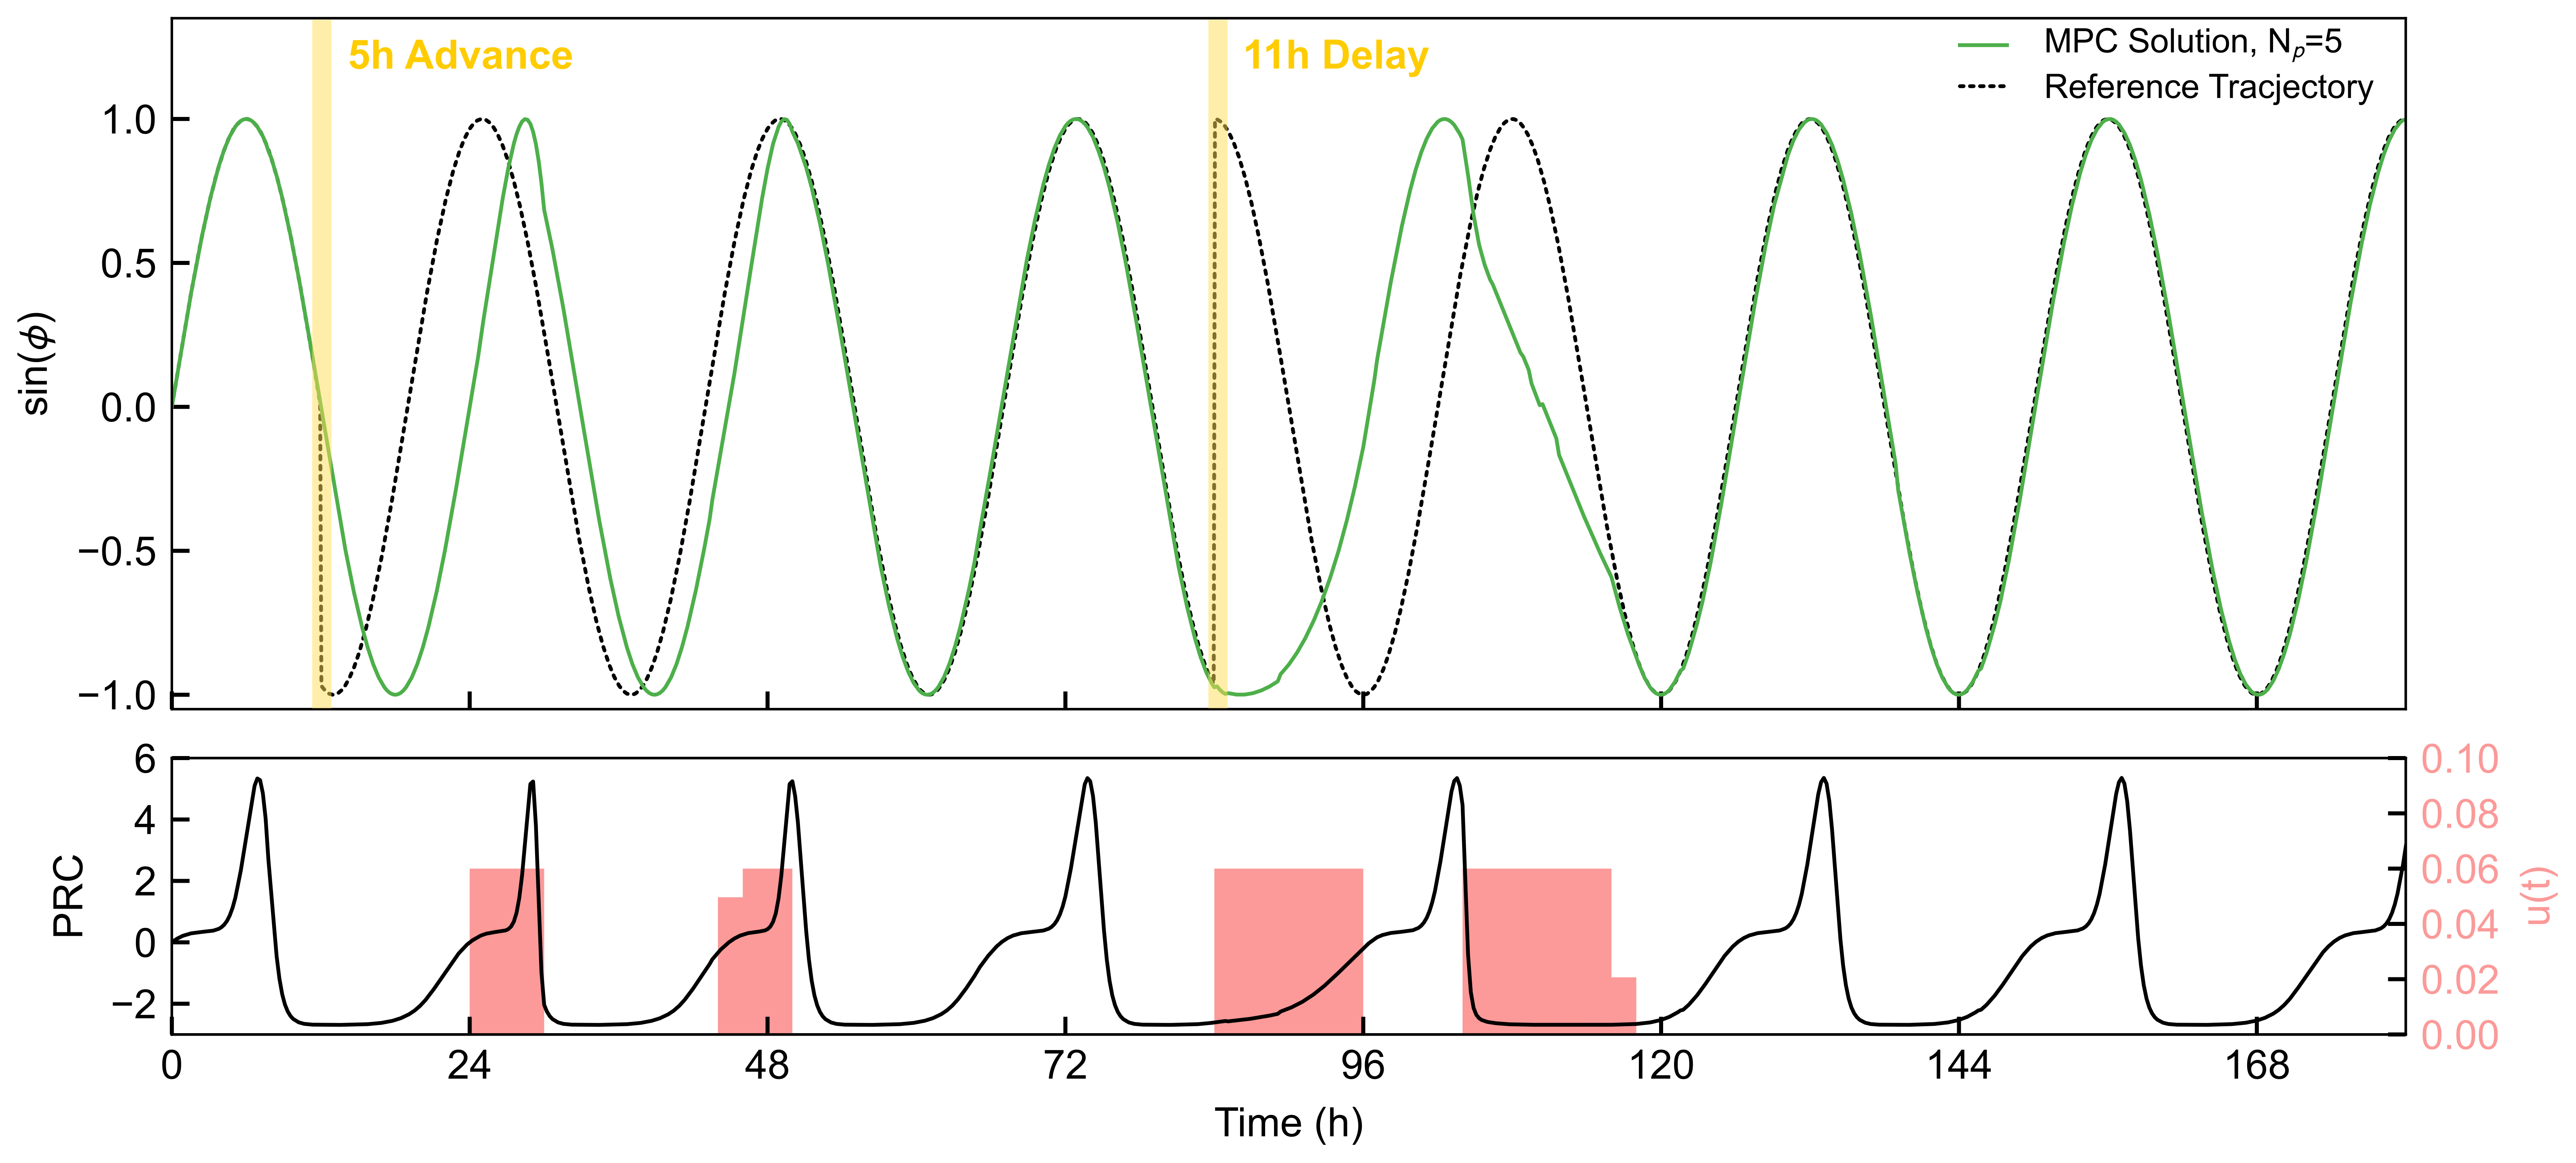 5h Advance
11h Delay
MPC Solution, Np=5
Reference Tracjectory
1.0
0.5
0.0
−0.5
−1.0
sin(ϕ)
6
4
2
0
−2
PRC
0.10
0.08
0.06
0.04
0.02
0.00
u(t)
0 24 48 72 96 120 144 168
Time (h)